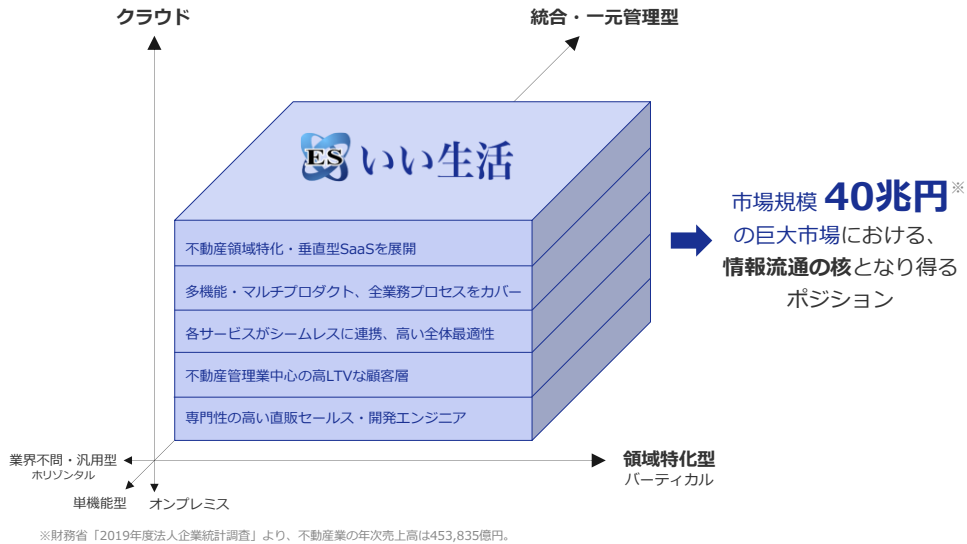 クラウド
統合・一元管理型
ES いい生活
不動産領域特化・垂直型SaaSを展開
多機能・マルチプロダクト、全業務プロセスをカバー
各サービスがシームレスに連携、高い全体最適性
不動産管理業中心の高LTVな顧客層
専門性の高い直販セールス・開発エンジニア
市場規模 40兆円※
の巨大市場における、
情報流通の核となり得る
ポジション
業界不問・汎用型
ホリゾンタル
領域特化型
バーティカル
単機能型
オンプレミス
※財務省「2019年度法人企業統計調査」より、不動産業の年次売上高は453,835億円。